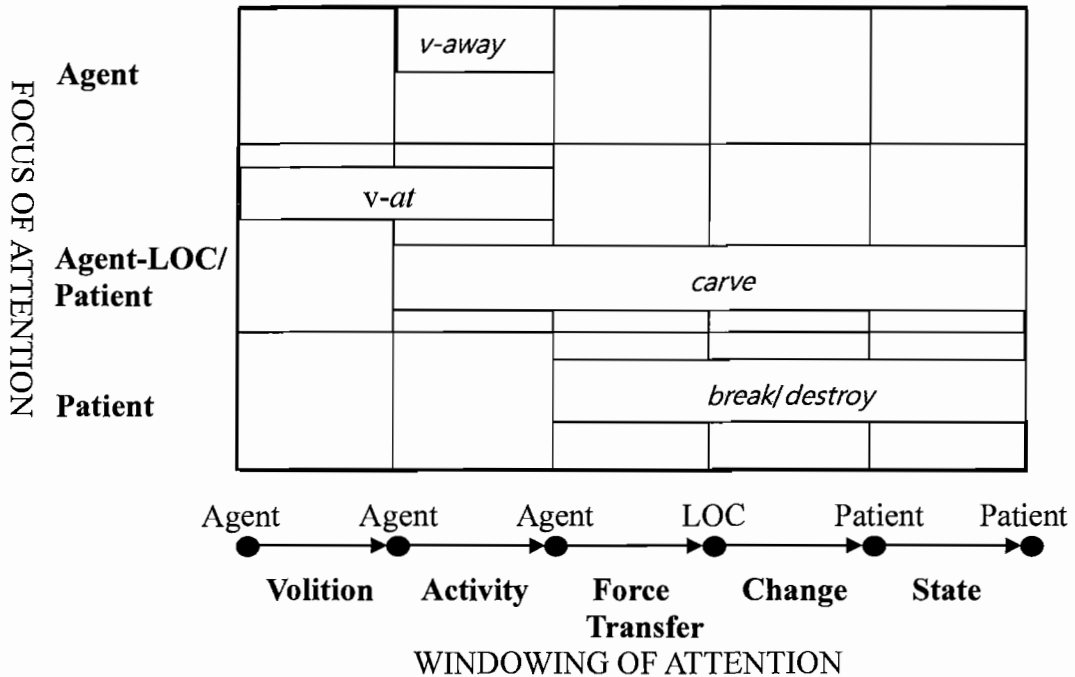 FOCUS OF ATTENTION
Agent
v-away
v-at
Agent-LOC/
Patient
carve
Patient
break/destroy
Agent Agent Agent LOC Patient Patient
Volition Activity Force Change State
Transfer
WINDOWING OF ATTENTION